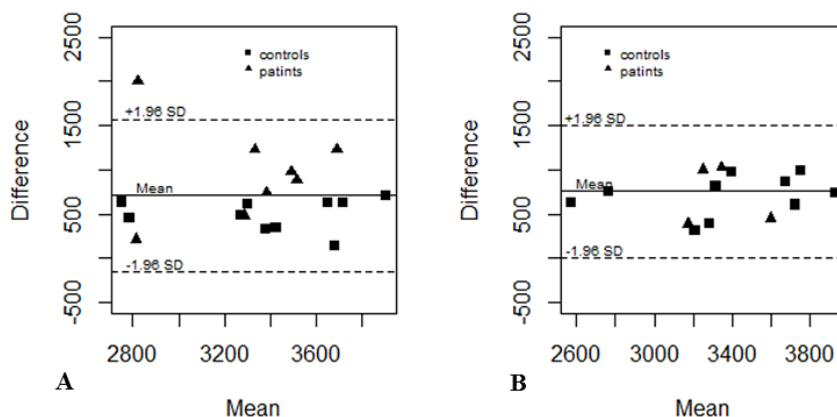 2500
1500
500
-500
Difference
controls
patints
+1.96 SD
Mean
-1.96 SD
2800 3200 3600
A
Mean
2500
1500
500
-500
Difference
controls
patints
+1.96 SD
Mean
-1.96 SD
2600 3000 3400 3800
B
Mean